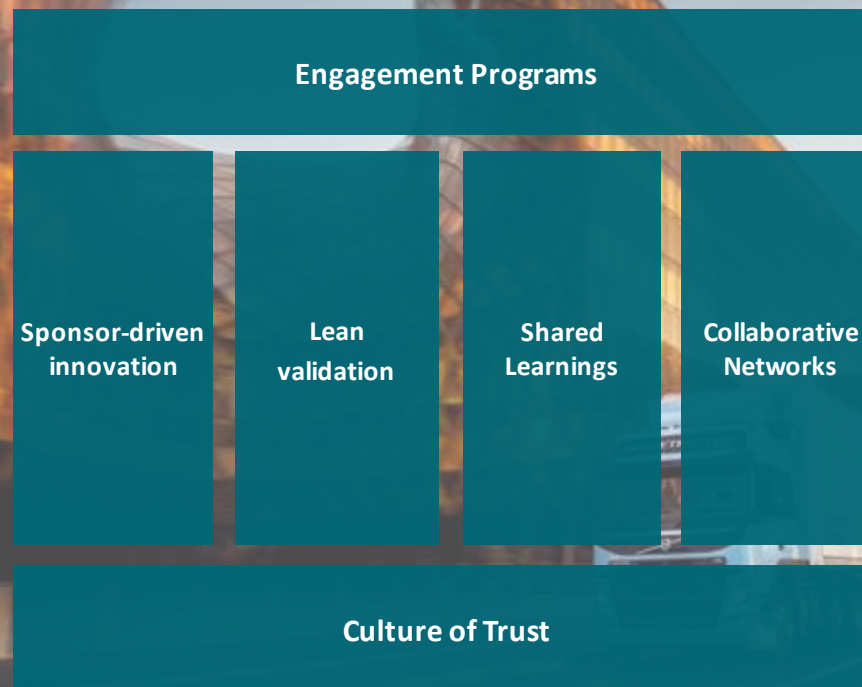 Engagement Programs
Sponsor-driven
innovation
Lean
validation
Shared
Learnings
Collaborative
Networks
Culture of Trust